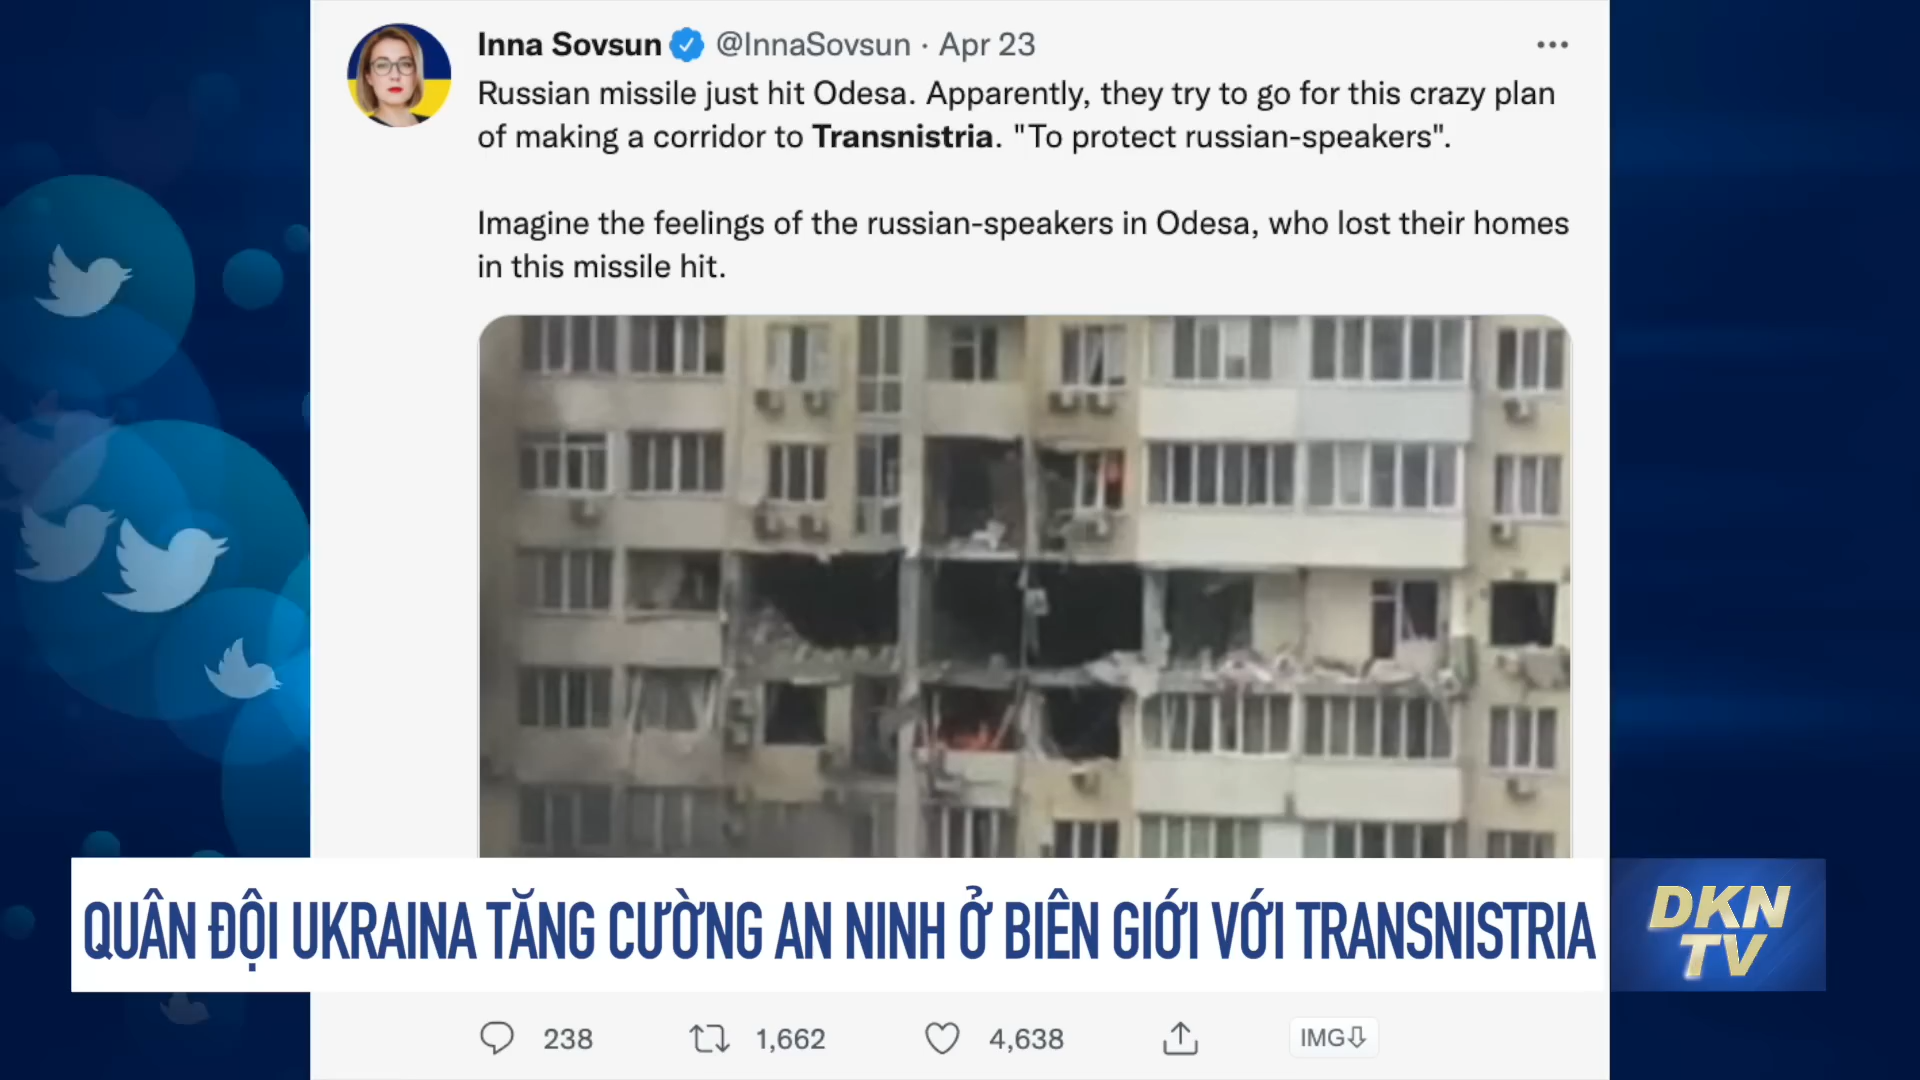 Inna Sovsun @InnaSovsun · Apr 23
Russian missile just hit Odesa. Apparently, they try to go for this crazy plan
of making a corridor to Transnistria. "To protect russian-speakers".
Imagine the feelings of the russian-speakers in Odesa, who lost their homes
in this missile hit.
QUÂN ĐỘI UKRAINA TĂNG CƯỜNG AN NINH Ở BIÊN GIỚI VỚI TRANSNISTRIA
DKN
TV
238 1,662 4,638 IMG